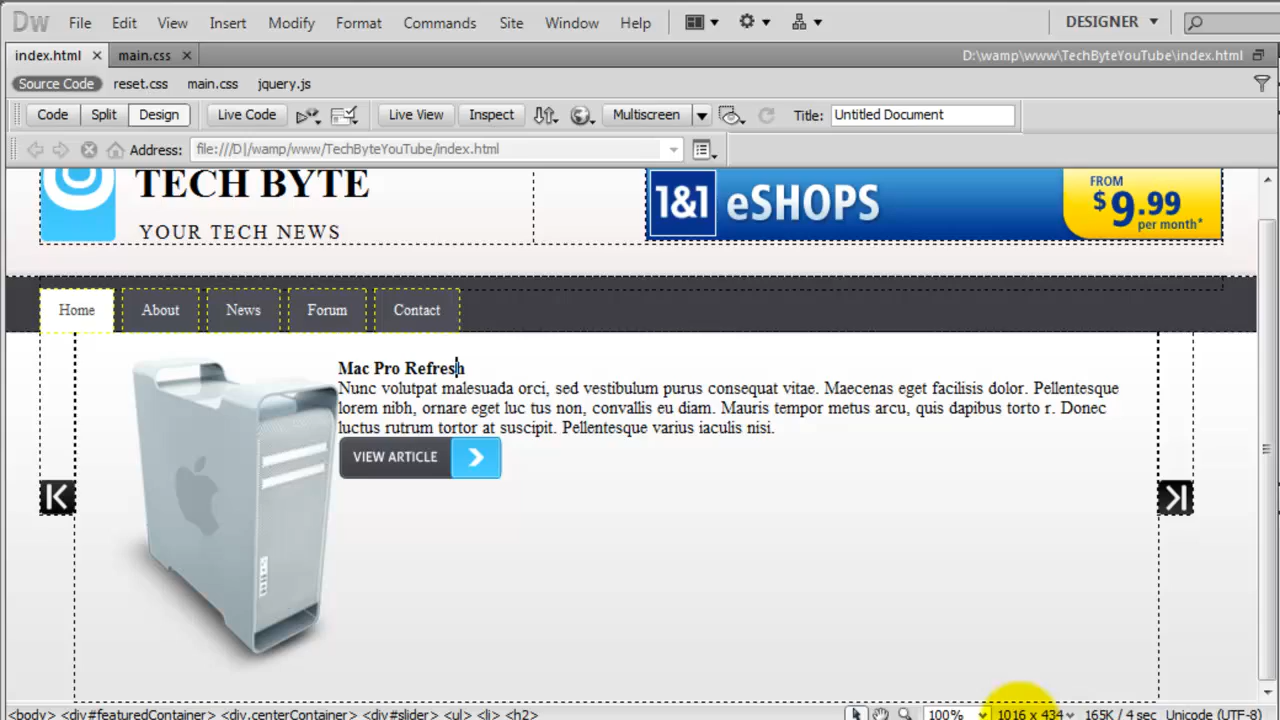 Dw File Edit View Insert Modify Format Commands Site Window Help DESIGNER
index.html main.css D:\wamp\www\TechByteYouTube\index.html
Source Code reset.css main.css jquery.js
Code Split Design Live Code Live View Inspect Multiscreen Title: Untitled Document
Address: file:///D|/wamp/www/TechByteYouTube/index.html
TECH BYTE
YOUR TECH NEWS
1&1 eSHOPS
FROM
$9.99
per month*
Home About News Forum Contact
Mac Pro Refresh
Nunc volutpat malesuada orci, sed vestibulum purus consequat vitae. Maecenas eget facilisis dolor. Pellentesque
lorem nibh, ornare eget luc tus non, convallis eu diam. Mauris tempor metus arcu, quis dapibus torto r. Donec
luctus rutrum tortor at suscipit. Pellentesque varius iaculis nisi.
VIEW ARTICLE
<body> <div#featuredContainer> <div.centerContainer> <div#slider> <ul> <li> <h2> 100% 1016 x 434 165K / 4 sec Unicode (UTF-8)